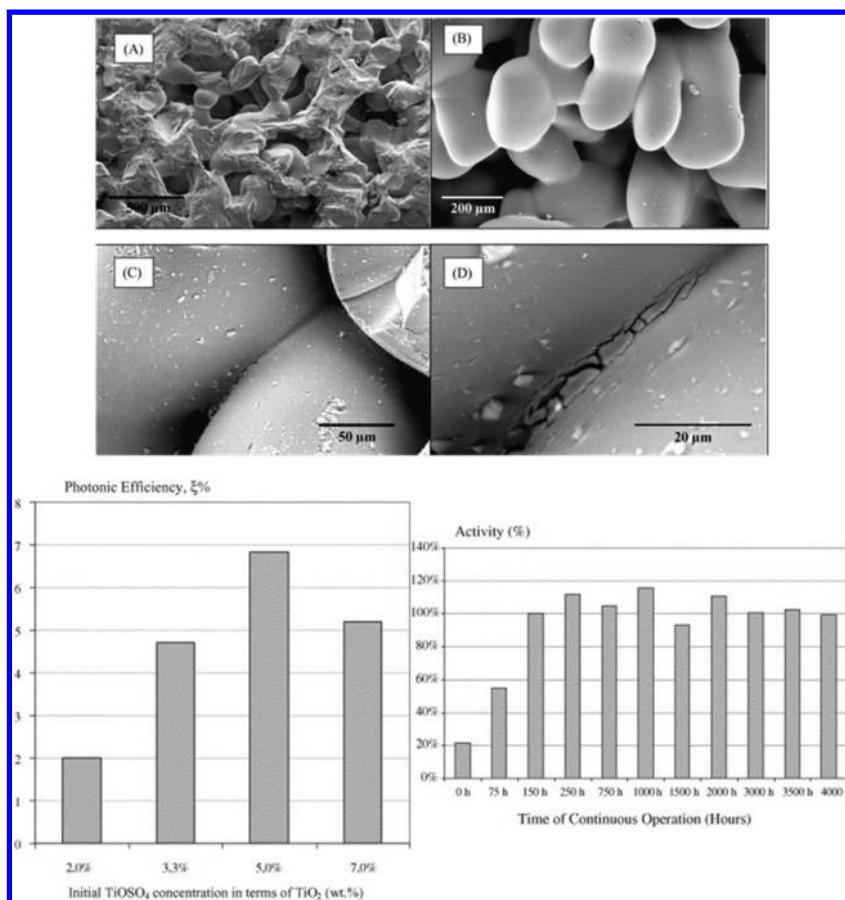 (A)
(B)
500 µm
200 µm
(C)
(D)
50 µm
20 µm
Photonic Efficiency, ξ%
8
7
6
5
4
3
2
1
0
2,0%
3,3%
5,0%
7,0%
Initial TiOSO₄ concentration in terms of TiO₂ (wt.%)
Activity (%)
140%
120%
100%
80%
60%
40%
20%
0%
0 h
75 h
150 h
250 h
750 h
1000 h
1500 h
2000 h
3000 h
3500 h
4000
Time of Continuous Operation (Hours)